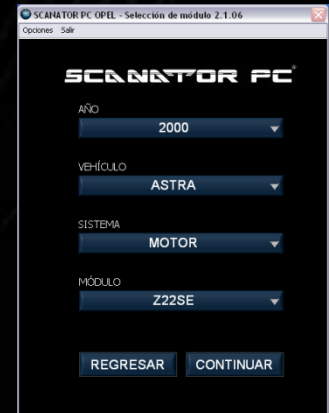 SCANATOR PC OPEL - Selección de módulo 2.1.06
Opciones Salir
SCANATOR PC®
AÑO
2000
VEHÍCULO
ASTRA
SISTEMA
MOTOR
MÓDULO
Z22SE
REGRESAR CONTINUAR